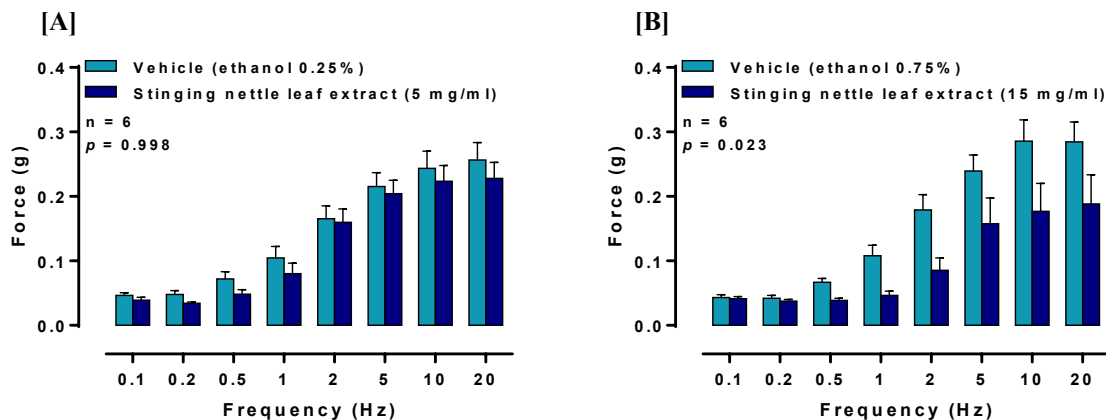 [A]
0.4
Vehicle (ethanol 0.25%)
Stinging nettle leaf extract (5 mg/ml)
n = 6
p = 0.998
0.3
0.2
0.1
0.0
Force (g)
0.1 0.2 0.5 1 2 5 10 20
Frequency (Hz)
[B]
0.4
Vehicle (ethanol 0.75%)
Stinging nettle leaf extract (15 mg/ml)
n = 6
p = 0.023
0.3
0.2
0.1
0.0
Force (g)
0.1 0.2 0.5 1 2 5 10 20
Frequency (Hz)